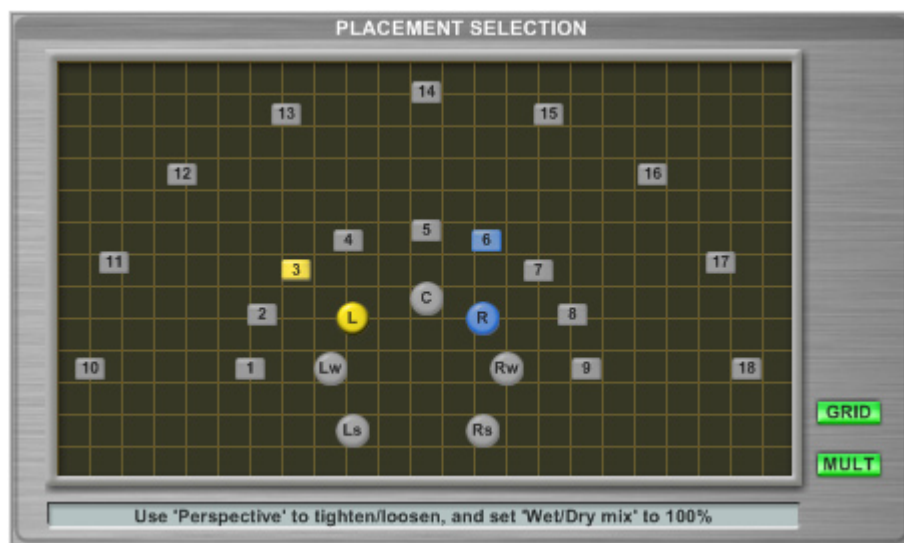 PLACEMENT SELECTION
14
13
15
12
16
5
4
6
11
17
3
7
C
2
L
R
8
10
1
Lw
Rw
9
18
GRID
Ls
Rs
MULT
Use 'Perspective' to tighten/loosen, and set 'Wet/Dry mix' to 100%